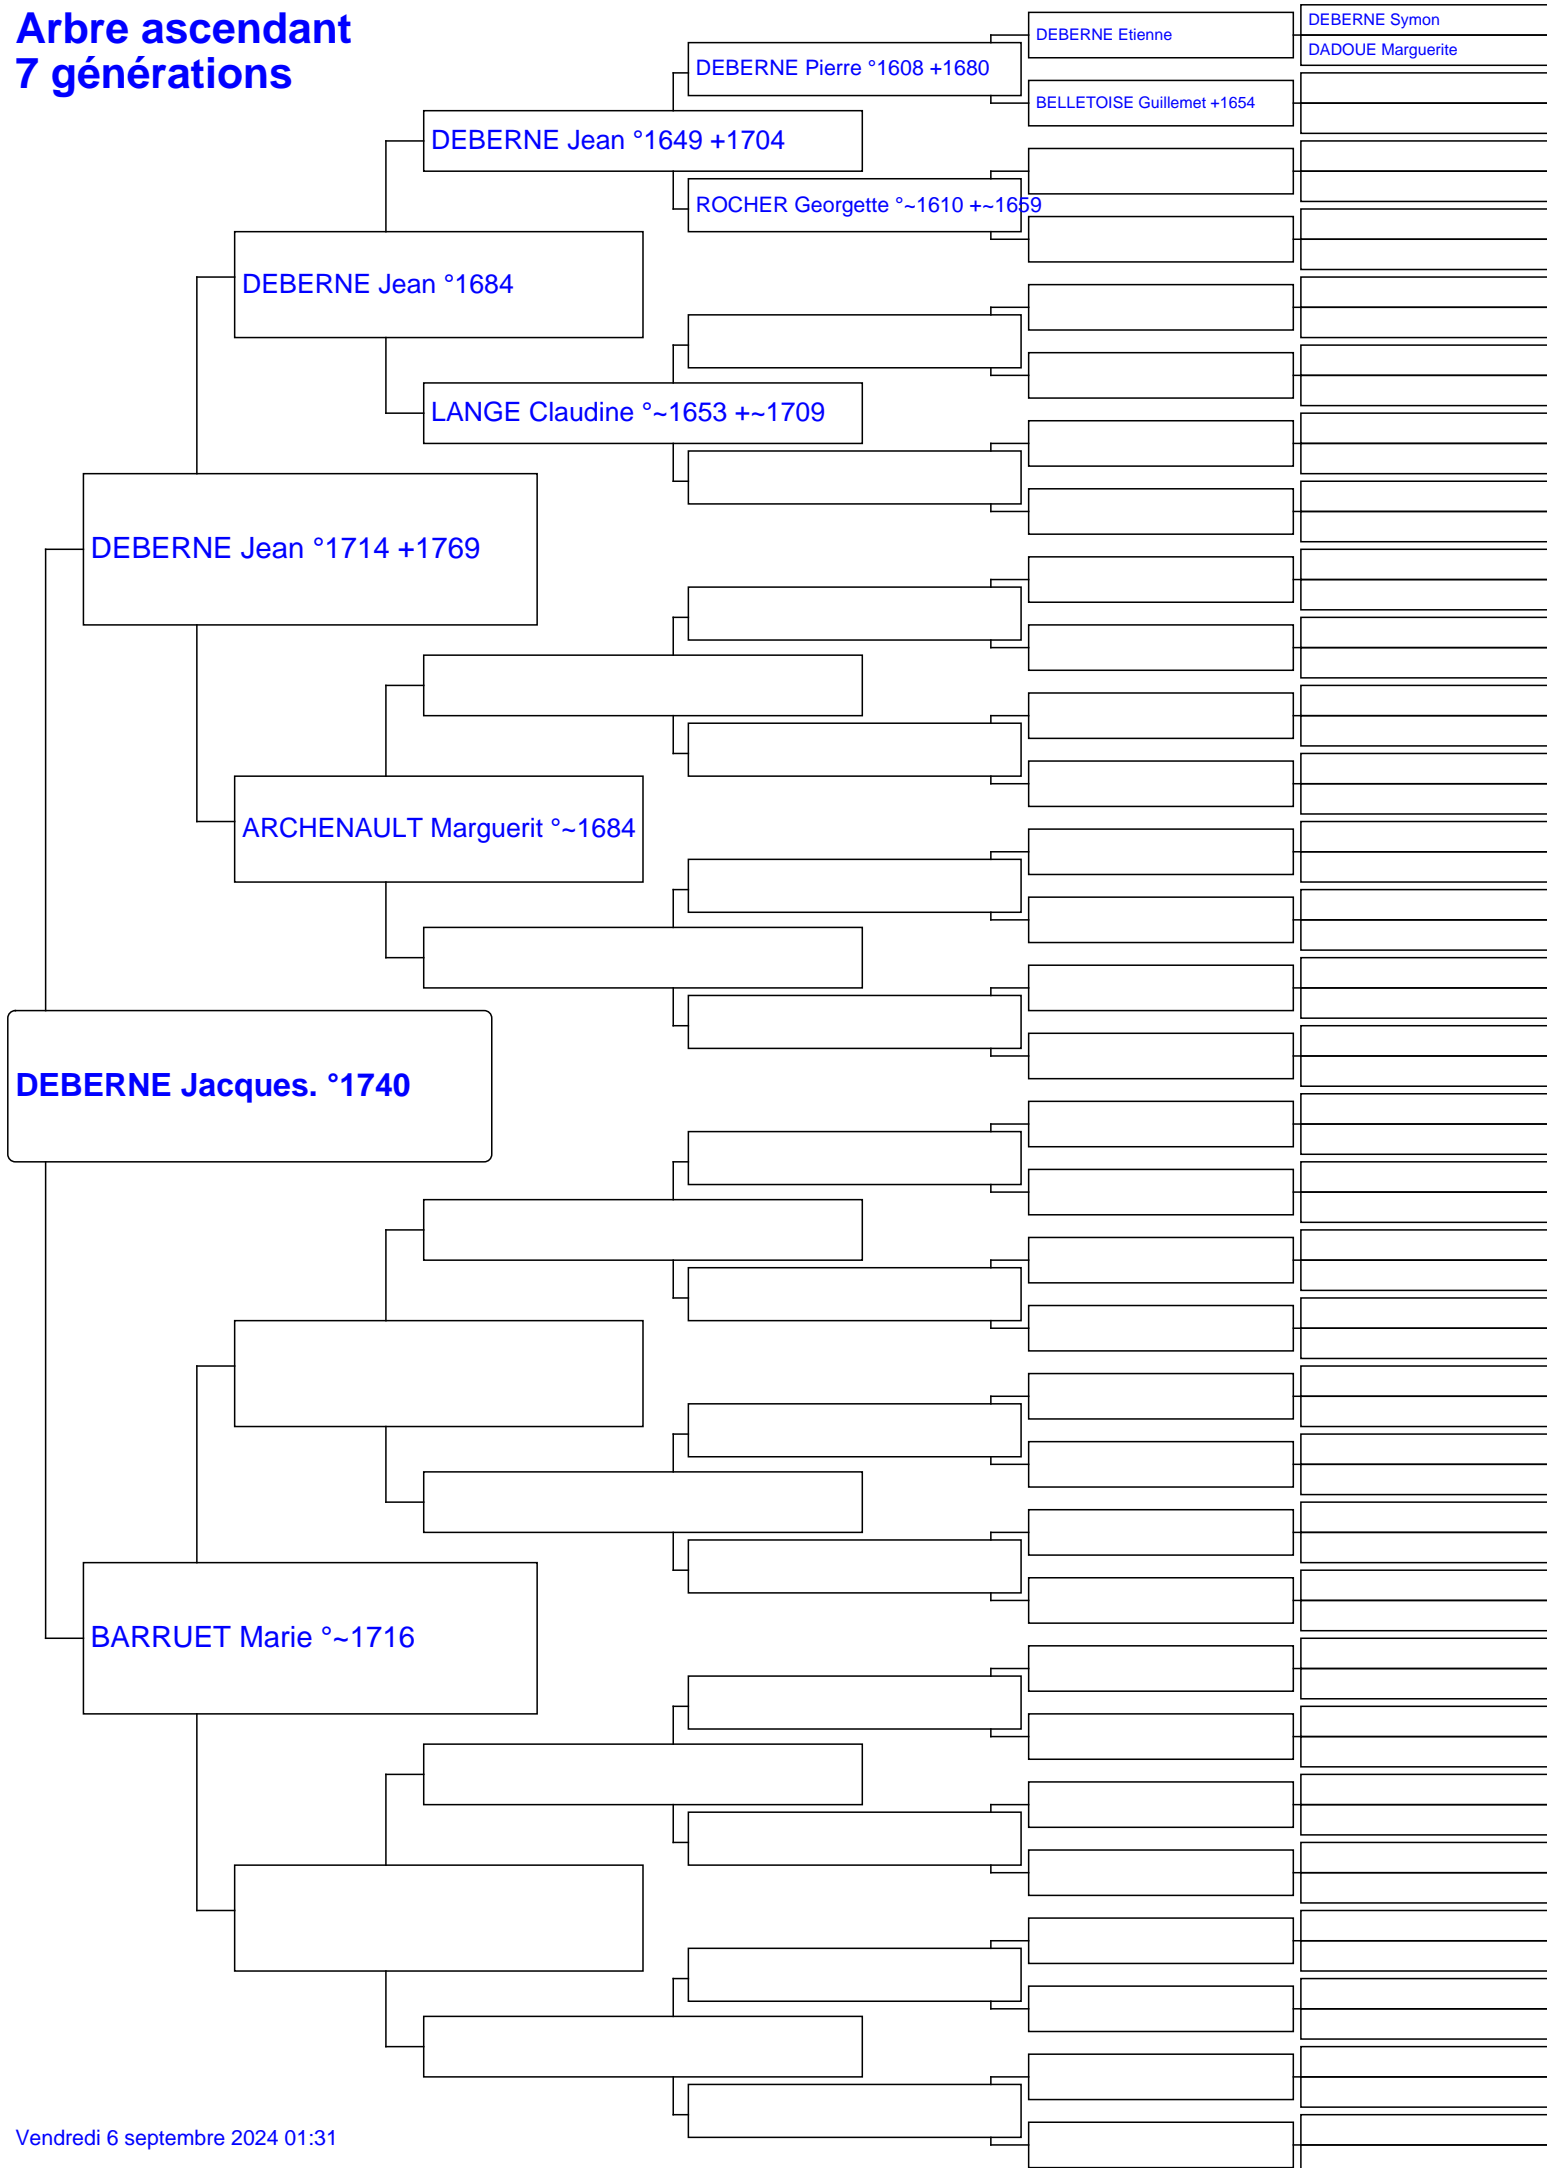 Arbre ascendant
7 générations
DEBERNE Symon
DADOUE Marguerite
DEBERNE Etienne
DEBERNE Pierre °1608 +1680
BELLETOISE Guillemet +1654
DEBERNE Jean °1649 +1704
ROCHER Georgette °~1610 +~1659
DEBERNE Jean °1684
LANGE Claudine °~1653 +~1709
DEBERNE Jean °1714 +1769
ARCHENAULT Marguerit °~1684
DEBERNE Jacques. °1740
BARRUET Marie °~1716
Vendredi 6 septembre 2024 01:31